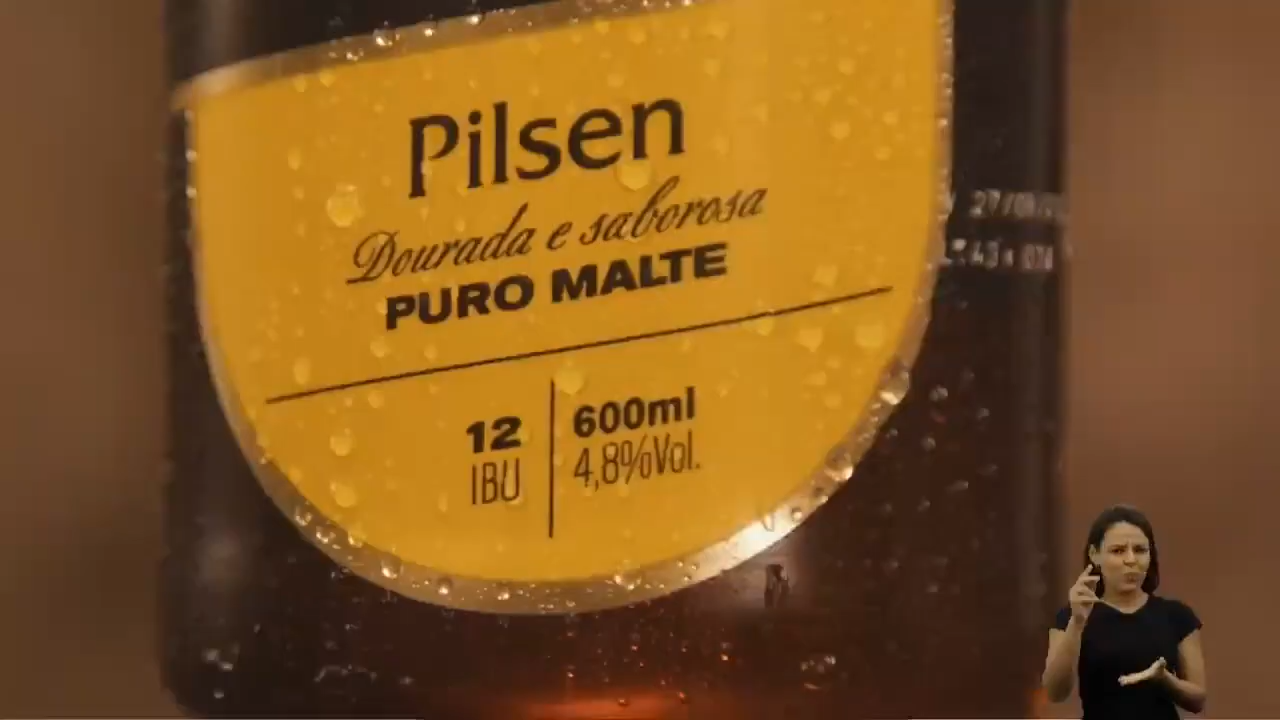 Pilsen
Dourada e saborosa
PURO MALTE
12
IBU
600ml
4,8%Vol.